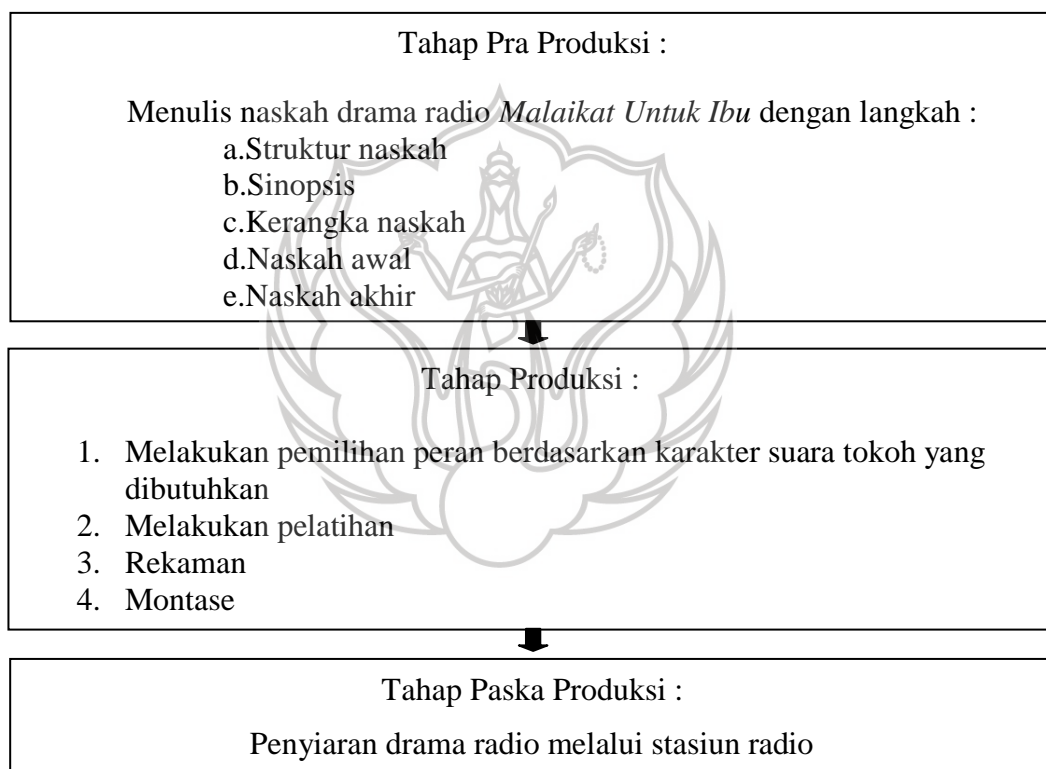 Tahap Pra Produksi :
Menulis naskah drama radio Malaikat Untuk Ibu dengan langkah :
a.Struktur naskah
b.Sinopsis
c.Kerangka naskah
d.Naskah awal
e.Naskah akhir
Tahap Produksi :
1. Melakukan pemilihan peran berdasarkan karakter suara tokoh yang
dibutuhkan
2. Melakukan pelatihan
3. Rekaman
4. Montase
Tahap Paska Produksi :
Penyiaran drama radio melalui stasiun radio